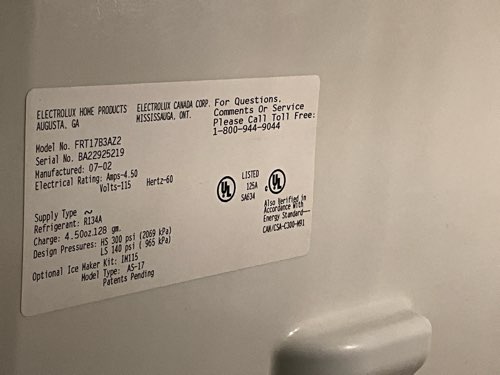 ELECTROLUX HOME PRODUCTS
AUGUSTA, GA
ELECTROLUX CANADA CORP.
MISSISSAUGA, ONT.
For Questions,
Comments Or Service
Please Call Toll Free:
1-800-944-9044
Model No. FRT17B3AZ2
Serial No. BA22925219
Manufactured: 07-02
Electrical Rating: Amps-4.50
Volts-115 Hertz-60
Supply Type ~
Refrigerant: R134A
Charge: 4.50oz.128 gm.
Design Pressures: HS 300 psi (2069 kPa)
LS 140 psi ( 965 kPa)
Optional Ice Maker Kit: IM115
Model Type: AS-17
Patents Pending
UL
LISTED
125A
SA634
c UL
Also Verified in
Accordance With
Energy Standard
CAN/CSA-C300-M91